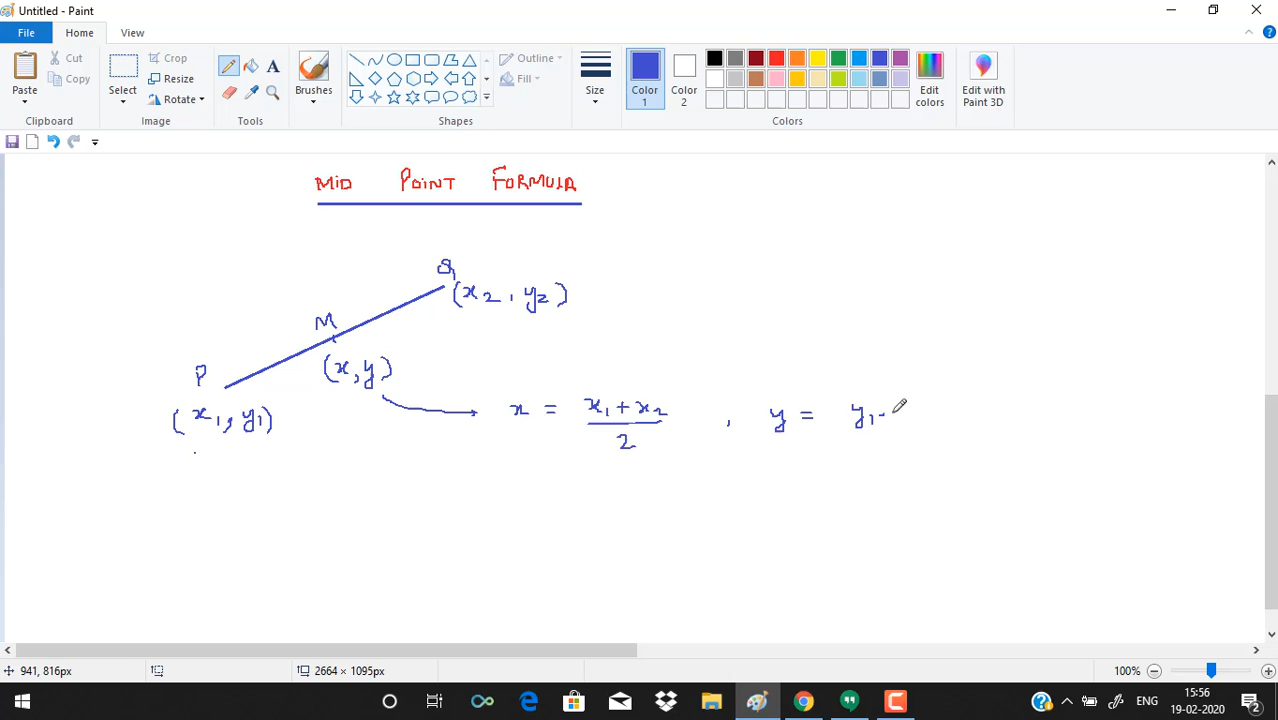 Untitled - Paint
File Home View
Paste Cut Copy Clipboard
Select Crop Resize Rotate Image
Tools
Brushes
Outline Fill Shapes
Size
Color 1 Color 2 Edit colors Colors
Edit with Paint 3D
MID POINT FORMULA
Q
(x₂, y₂)
M
P
(x, y)
(x₁, y₁)
x = x₁ + x₂ / 2 , y = y₁ -
941, 816px 2664 × 1095px 100%
ENG 15:56 19-02-2020 2